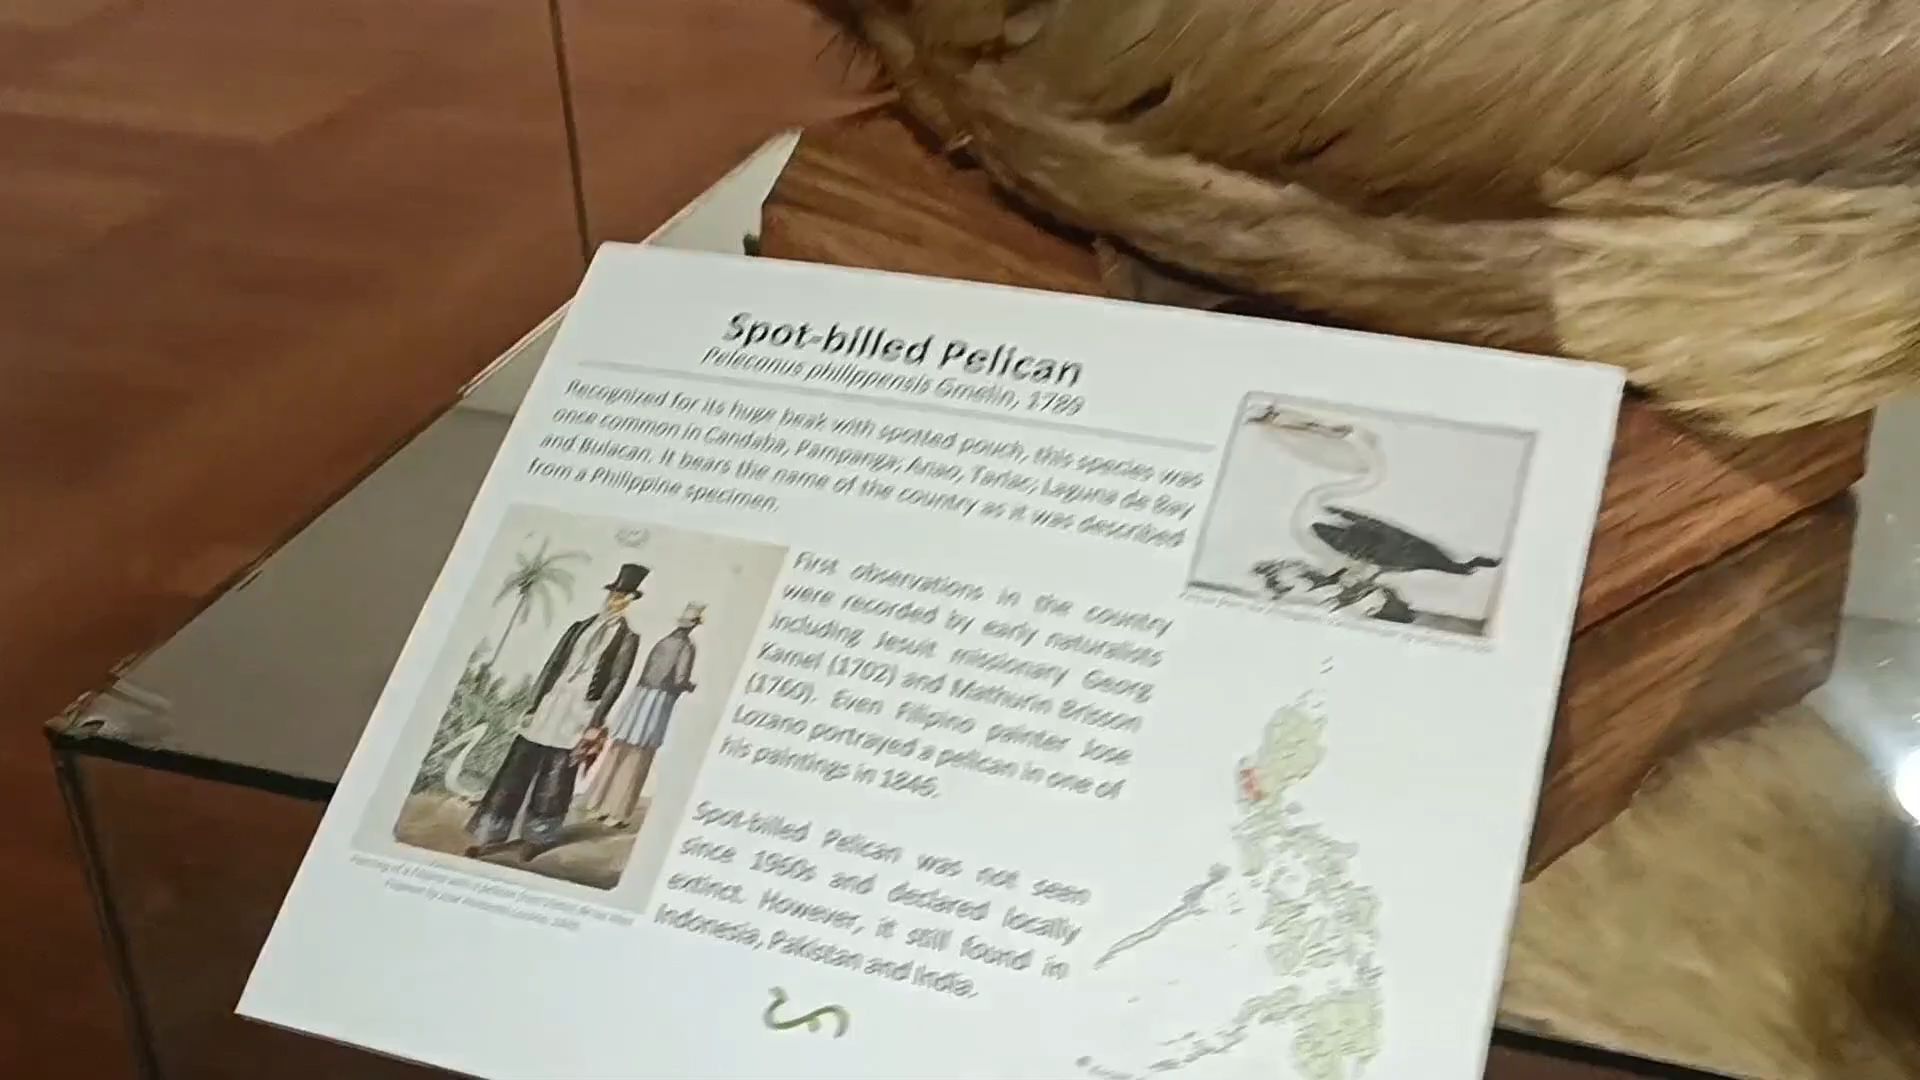 Spot-billed Pelican
Peleconus philippensis Gmelin, 1789
Recognized for its huge beak with spotted pouch, this species was
once common in Candaba, Pampanga; Anao, Tarlac; Laguna de Bay
and Bulacan. It bears the name of the country as it was described
from a Philippine specimen.
First observations in the country
were recorded by early naturalists
including Jesuit missionary Georg
Kamel (1702) and Mathurin Brisson
(1760). Even Filipino painter Jose
Lozano portrayed a pelican in one of
his paintings in 1846.
Spot-billed Pelican was not seen
since 1960s and declared locally
extinct. However, it still found in
Indonesia, Pakistan and India.